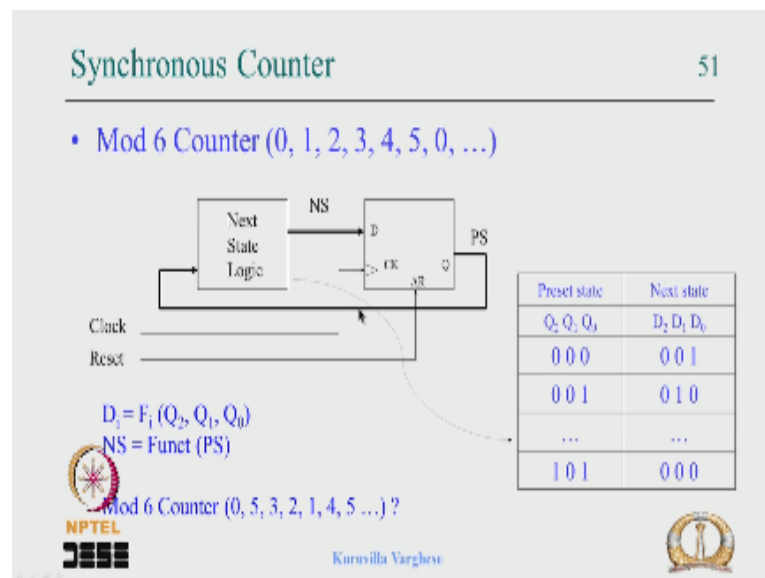 Synchronous Counter 51
• Mod 6 Counter (0, 1, 2, 3, 4, 5, 0, …)
NS
Next
State
Logic
D
CK
Q
AR
PS
Clock
Reset
Preset state Next state
Q₂ Q₁ Q₀ D₂ D₁ D₀
0 0 0 0 0 1
0 0 1 0 1 0
… …
1 0 1 0 0 0
Dᵢ = Fᵢ (Q₂, Q₁, Q₀)
NS = Funct (PS)
Mod 6 Counter (0, 5, 3, 2, 1, 4, 5 …) ?
NPTEL
DESE
Kuruvilla Varghese